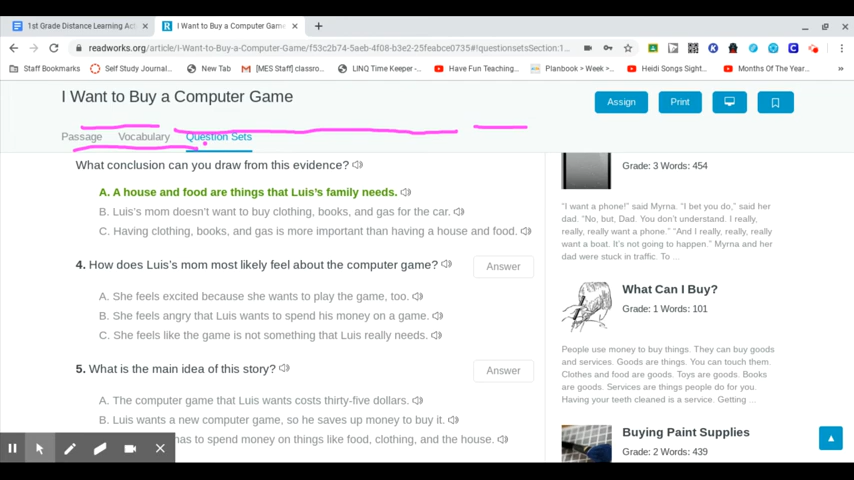 1st Grade Distance Learning Act
I Want to Buy a Computer Game
readworks.org/article/I-Want-to-Buy-a-Computer-Game/f53c2b74-5aeb-4f08-b3e2-25feabce0735#!questionsetsSection:1...
Staff Bookmarks Self Study Journal... New Tab [MES Staff] classro... LINQ Time Keeper -... Have Fun Teaching... Planbook > Week >... Heidi Songs Sight... Months Of The Year...
I Want to Buy a Computer Game
Assign Print
Passage Vocabulary Question Sets
What conclusion can you draw from this evidence?
A. A house and food are things that Luis's family needs.
B. Luis's mom doesn't want to buy clothing, books, and gas for the car.
C. Having clothing, books, and gas is more important than having a house and food.
4. How does Luis's mom most likely feel about the computer game?
Answer
A. She feels excited because she wants to play the game, too.
B. She feels angry that Luis wants to spend his money on a game.
C. She feels like the game is not something that Luis really needs.
5. What is the main idea of this story?
Answer
A. The computer game that Luis wants costs thirty-five dollars.
B. Luis wants a new computer game, so he saves up money to buy it.
has to spend money on things like food, clothing, and the house.
Grade: 3 Words: 454
“I want a phone!” said Myrna. “I bet you do,” said her
dad. “No, but, Dad. You don’t understand. I really,
really, really want a phone.” “And I really, really, really
want a boat. It’s not going to happen.” Myrna and her
dad were stuck in traffic. To ...
What Can I Buy?
Grade: 1 Words: 101
People use money to buy things. They can buy goods
and services. Goods are things. You can touch them.
Clothes and food are goods. Toys are goods. Books
are goods. Services are things people do for you.
Having your teeth cleaned is a service. Getting ...
Buying Paint Supplies
Grade: 2 Words: 439